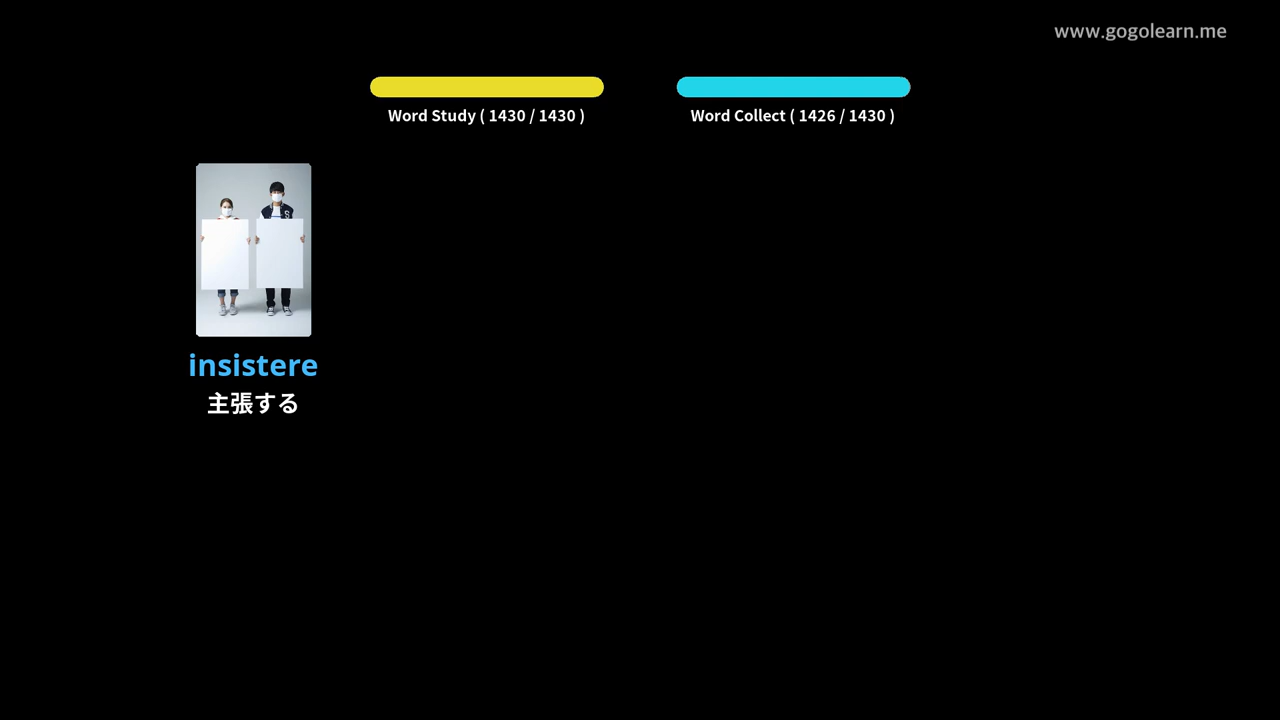 www.gogolearn.me
Word Study ( 1430 / 1430 )
Word Collect ( 1426 / 1430 )
insistere
主張する